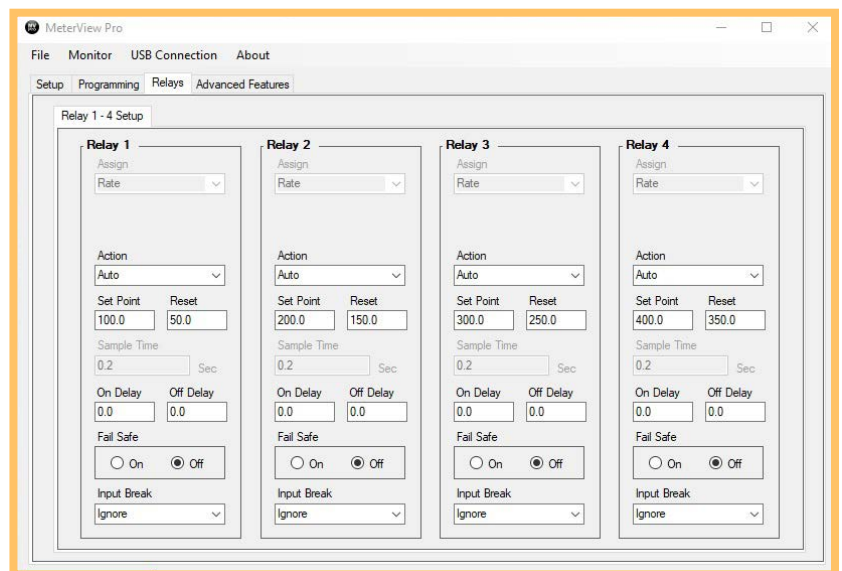 MeterView Pro
File Monitor USB Connection About
Setup Programming Relays Advanced Features
Relay 1 - 4 Setup
Relay 1
Assign
Rate
Action
Auto
Set Point Reset
100.0 50.0
Sample Time
0.2 Sec
On Delay Off Delay
0.0 0.0
Fail Safe
On Off
Input Break
Ignore
Relay 2
Assign
Rate
Action
Auto
Set Point Reset
200.0 150.0
Sample Time
0.2 Sec
On Delay Off Delay
0.0 0.0
Fail Safe
On Off
Input Break
Ignore
Relay 3
Assign
Rate
Action
Auto
Set Point Reset
300.0 250.0
Sample Time
0.2 Sec
On Delay Off Delay
0.0 0.0
Fail Safe
On Off
Input Break
Ignore
Relay 4
Assign
Rate
Action
Auto
Set Point Reset
400.0 350.0
Sample Time
0.2 Sec
On Delay Off Delay
0.0 0.0
Fail Safe
On Off
Input Break
Ignore